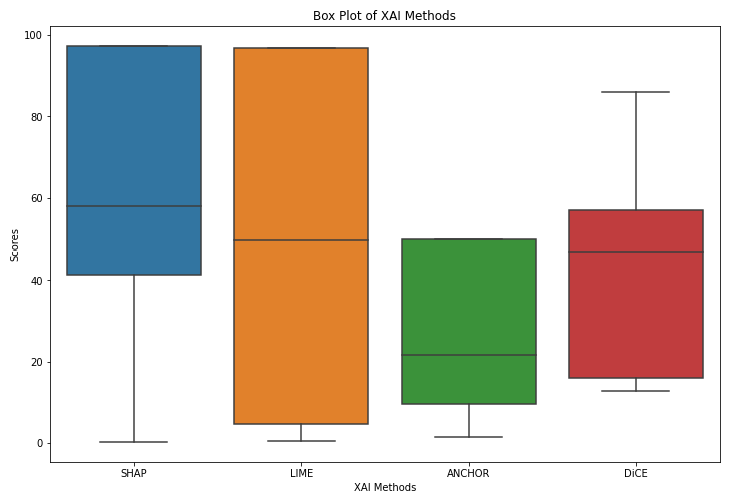 Box Plot of XAI Methods
100
80
60
40
20
0
Scores
SHAP
LIME
ANCHOR
DiCE
XAI Methods